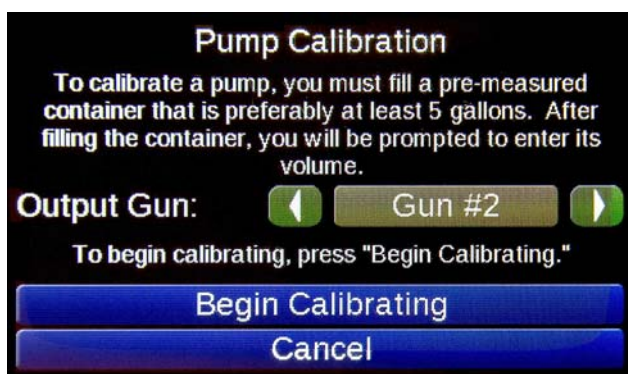 Pump Calibration
To calibrate a pump, you must fill a pre-measured
container that is preferably at least 5 gallons. After
filling the container, you will be prompted to enter its
volume.
Output Gun: Gun #2
To begin calibrating, press "Begin Calibrating."
Begin Calibrating
Cancel